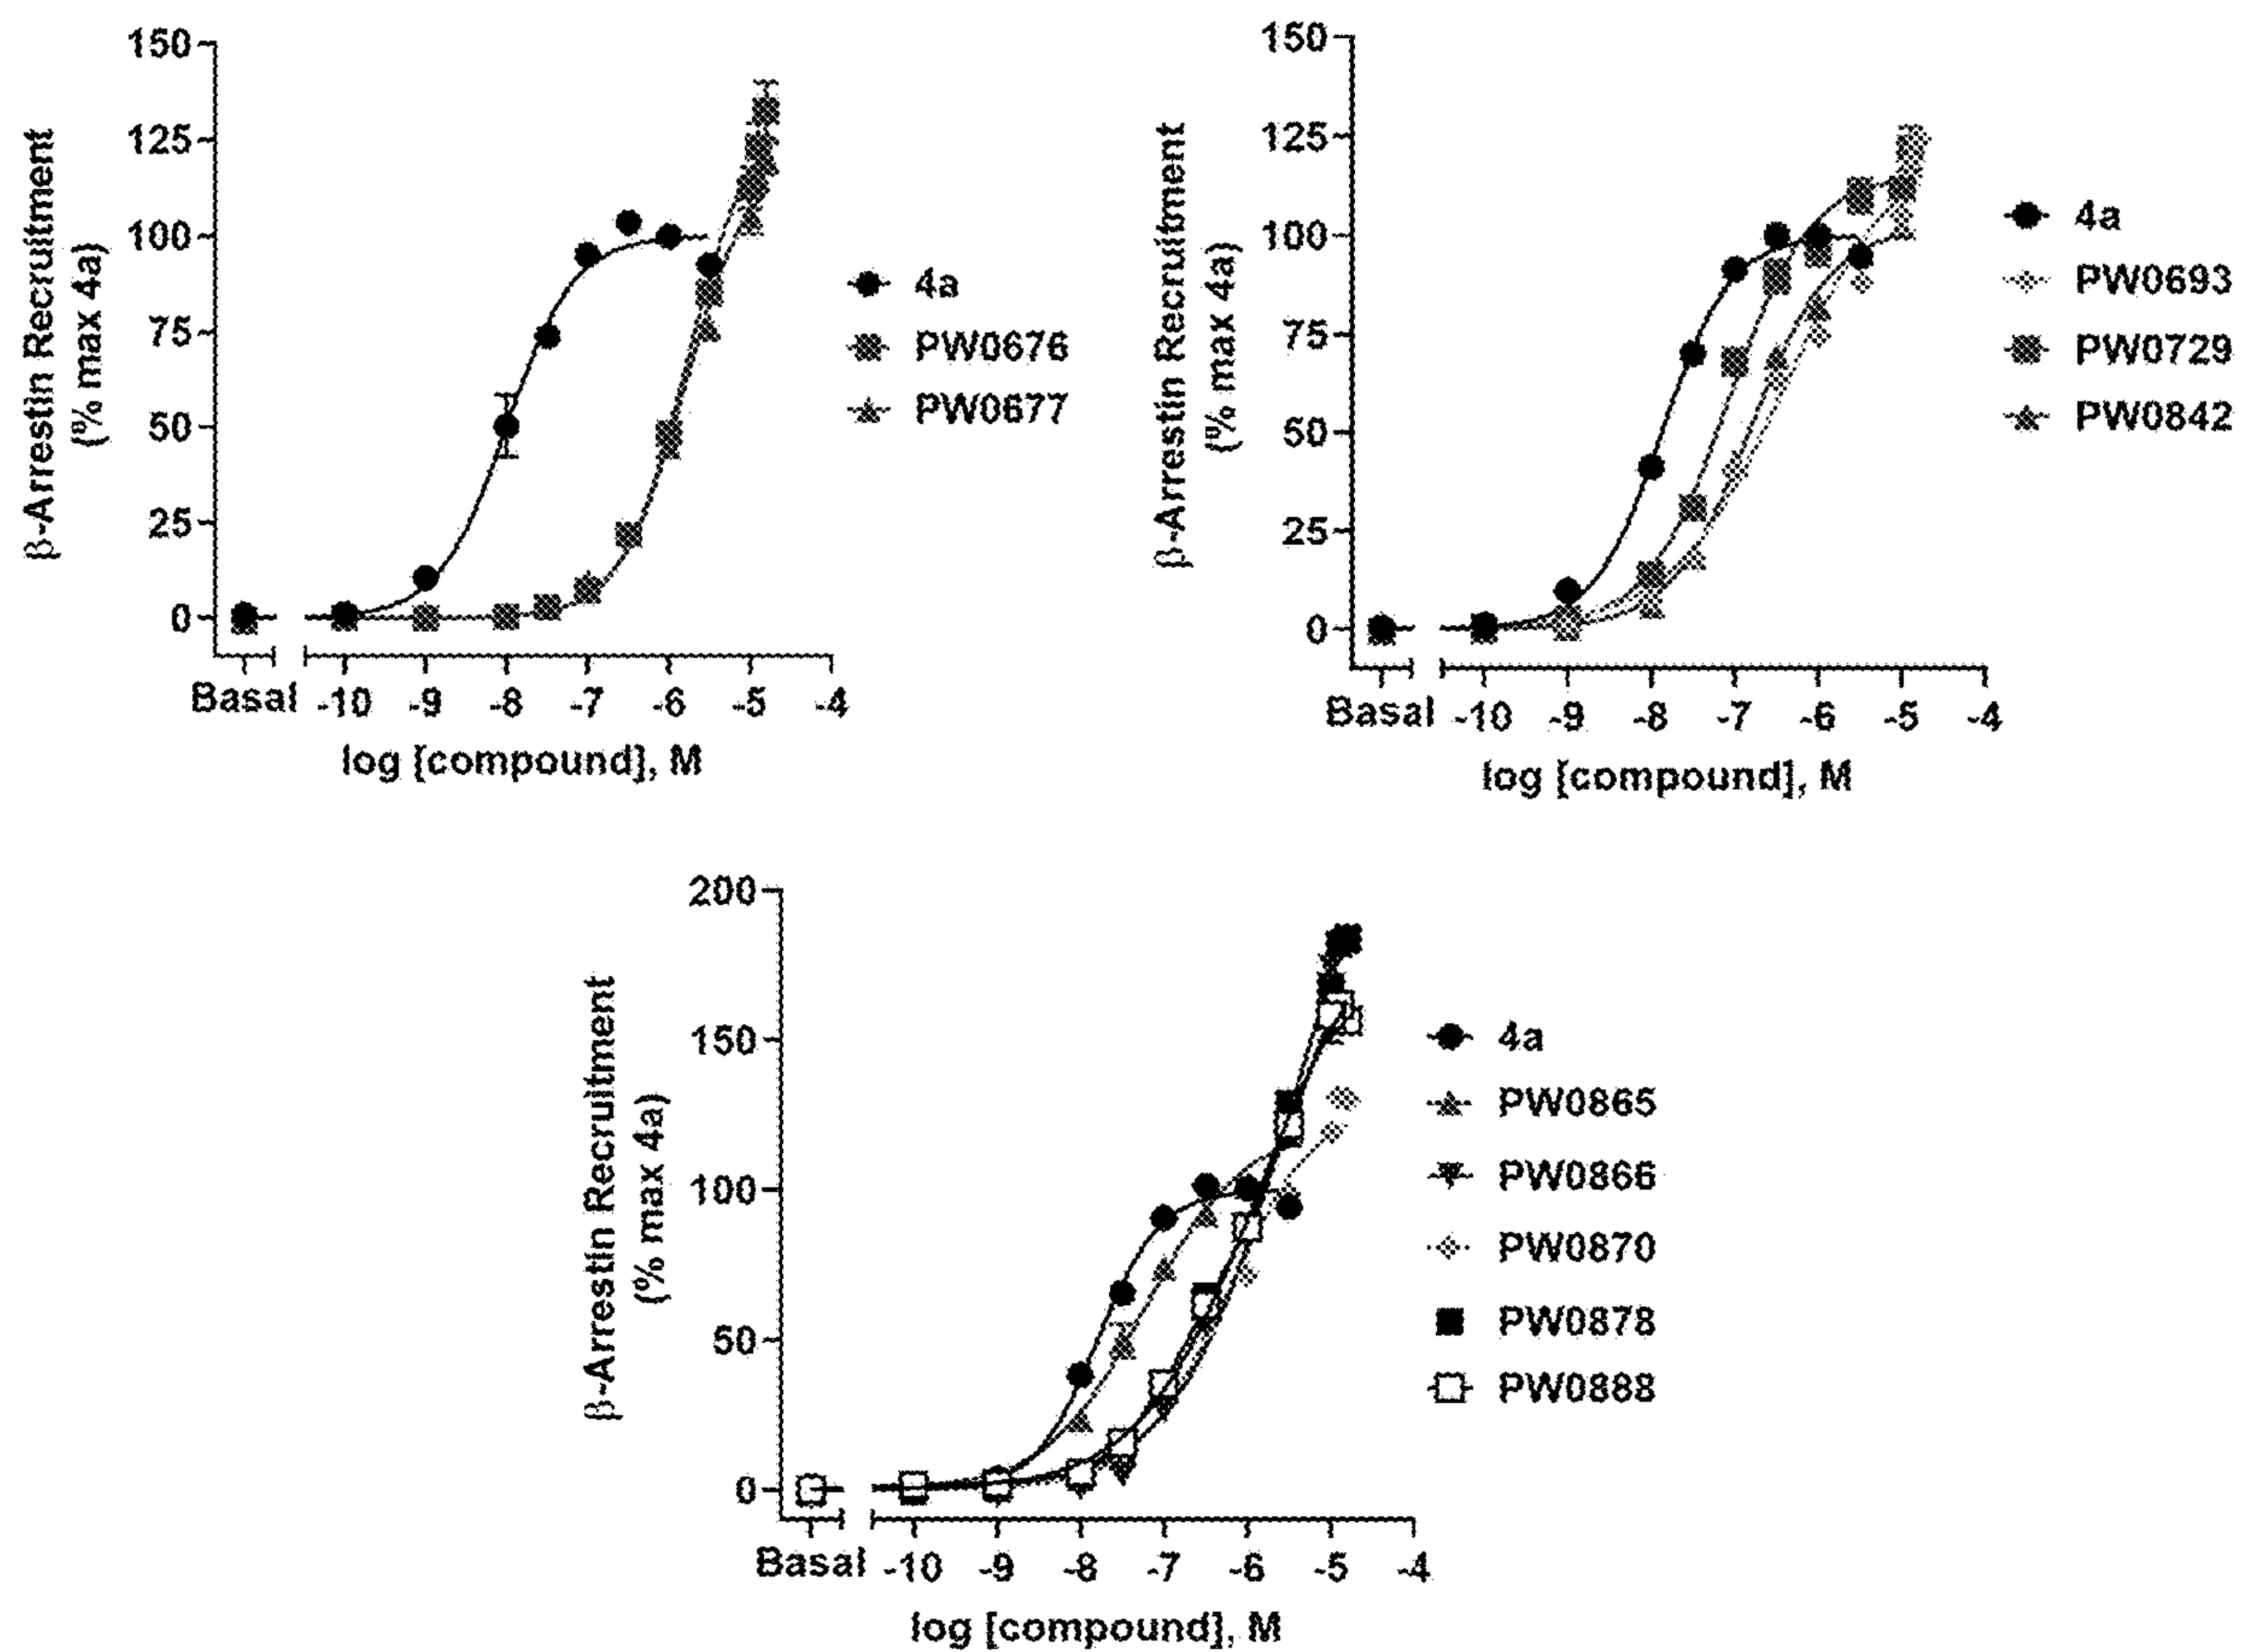 150
125
100
75
50
25
0
β-Arrestin Recruitment
(% max 4a)
Basal -10 -9 -8 -7 -6 -5 -4
log [compound], M
4a
PW0676
PW0677
150
125
100
75
50
25
0
β-Arrestin Recruitment
(% max 4a)
Basal -10 -9 -8 -7 -6 -5 -4
log [compound], M
4a
PW0693
PW0729
PW0842
200
150
100
50
0
β-Arrestin Recruitment
(% max 4a)
Basal -10 -9 -8 -7 -6 -5 -4
log [compound], M
4a
PW0865
PW0866
PW0870
PW0878
PW0888